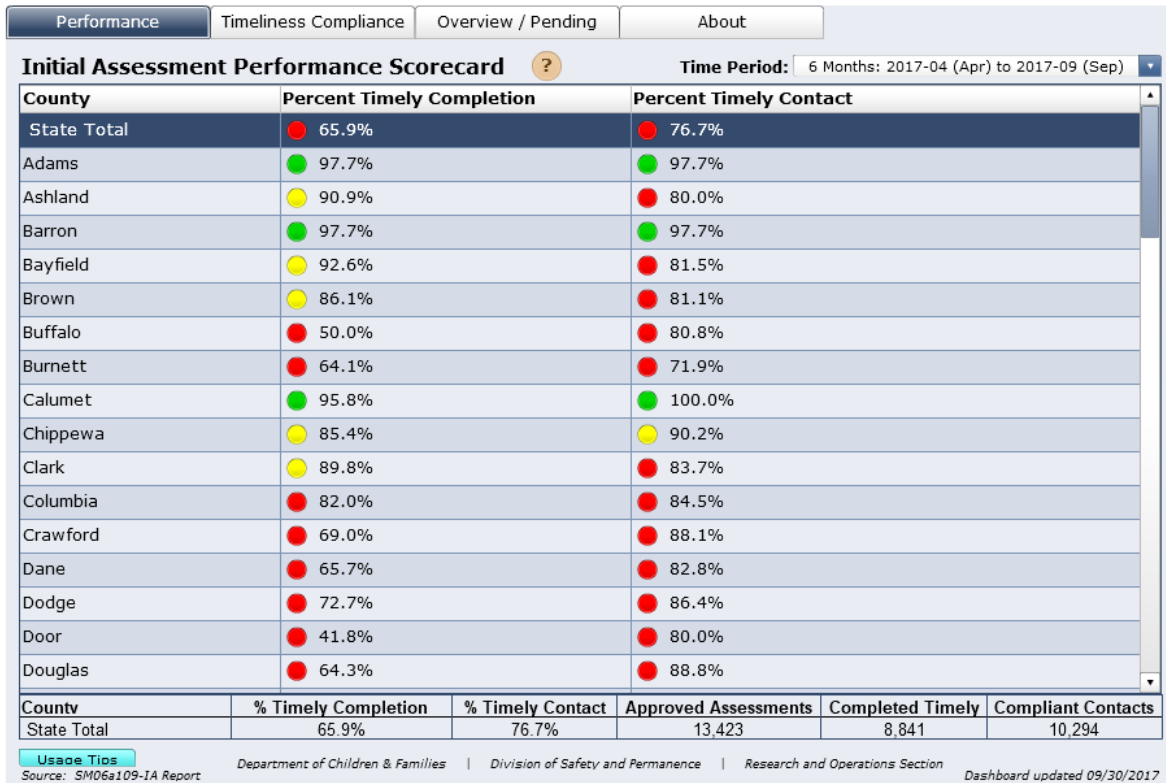 Performance Timeliness Compliance Overview / Pending About
Initial Assessment Performance Scorecard ? Time Period: 6 Months: 2017-04 (Apr) to 2017-09 (Sep)
County Percent Timely Completion Percent Timely Contact
State Total 65.9% 76.7%
Adams 97.7% 97.7%
Ashland 90.9% 80.0%
Barron 97.7% 97.7%
Bayfield 92.6% 81.5%
Brown 86.1% 81.1%
Buffalo 50.0% 80.8%
Burnett 64.1% 71.9%
Calumet 95.8% 100.0%
Chippewa 85.4% 90.2%
Clark 89.8% 83.7%
Columbia 82.0% 84.5%
Crawford 69.0% 88.1%
Dane 65.7% 82.8%
Dodge 72.7% 86.4%
Door 41.8% 80.0%
Douglas 64.3% 88.8%
County % Timely Completion % Timely Contact Approved Assessments Completed Timely Compliant Contacts
State Total 65.9% 76.7% 13,423 8,841 10,294
Usage Tips Department of Children & Families | Division of Safety and Permanence | Research and Operations Section
Source: SM06a109-IA Report Dashboard updated 09/30/2017